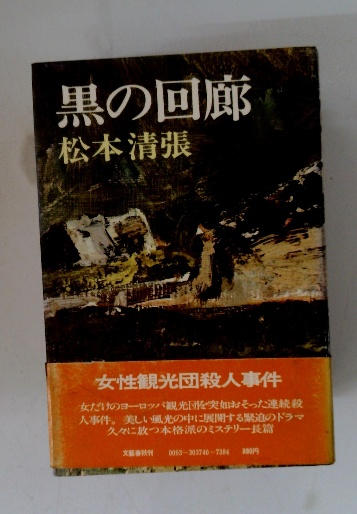 黒の回廊
松本清張
女性観光団殺人事件
女だけのヨーロッパ観光団を突如おそった連続殺
人事件。美しい風光の中に展開する緊迫のドラマ
久々に放つ本格派のミステリー長篇
文藝春秋刊 0093-303740-7384 880円